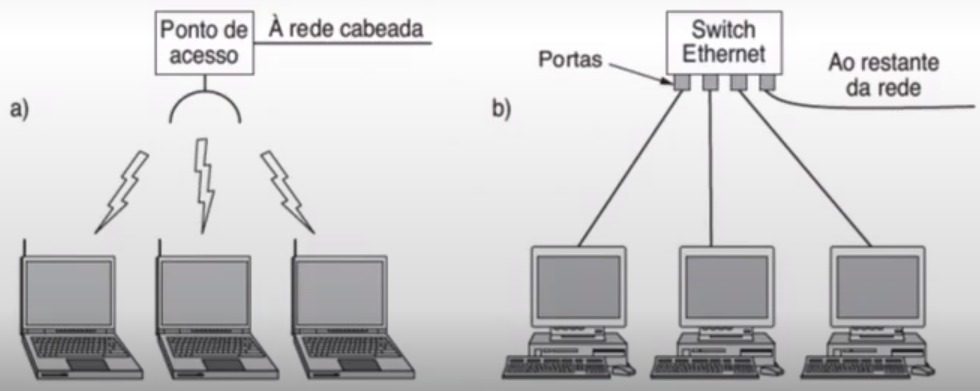 a)
Ponto de
acesso
À rede cabeada
b)
Portas
Switch
Ethernet
Ao restante
da rede